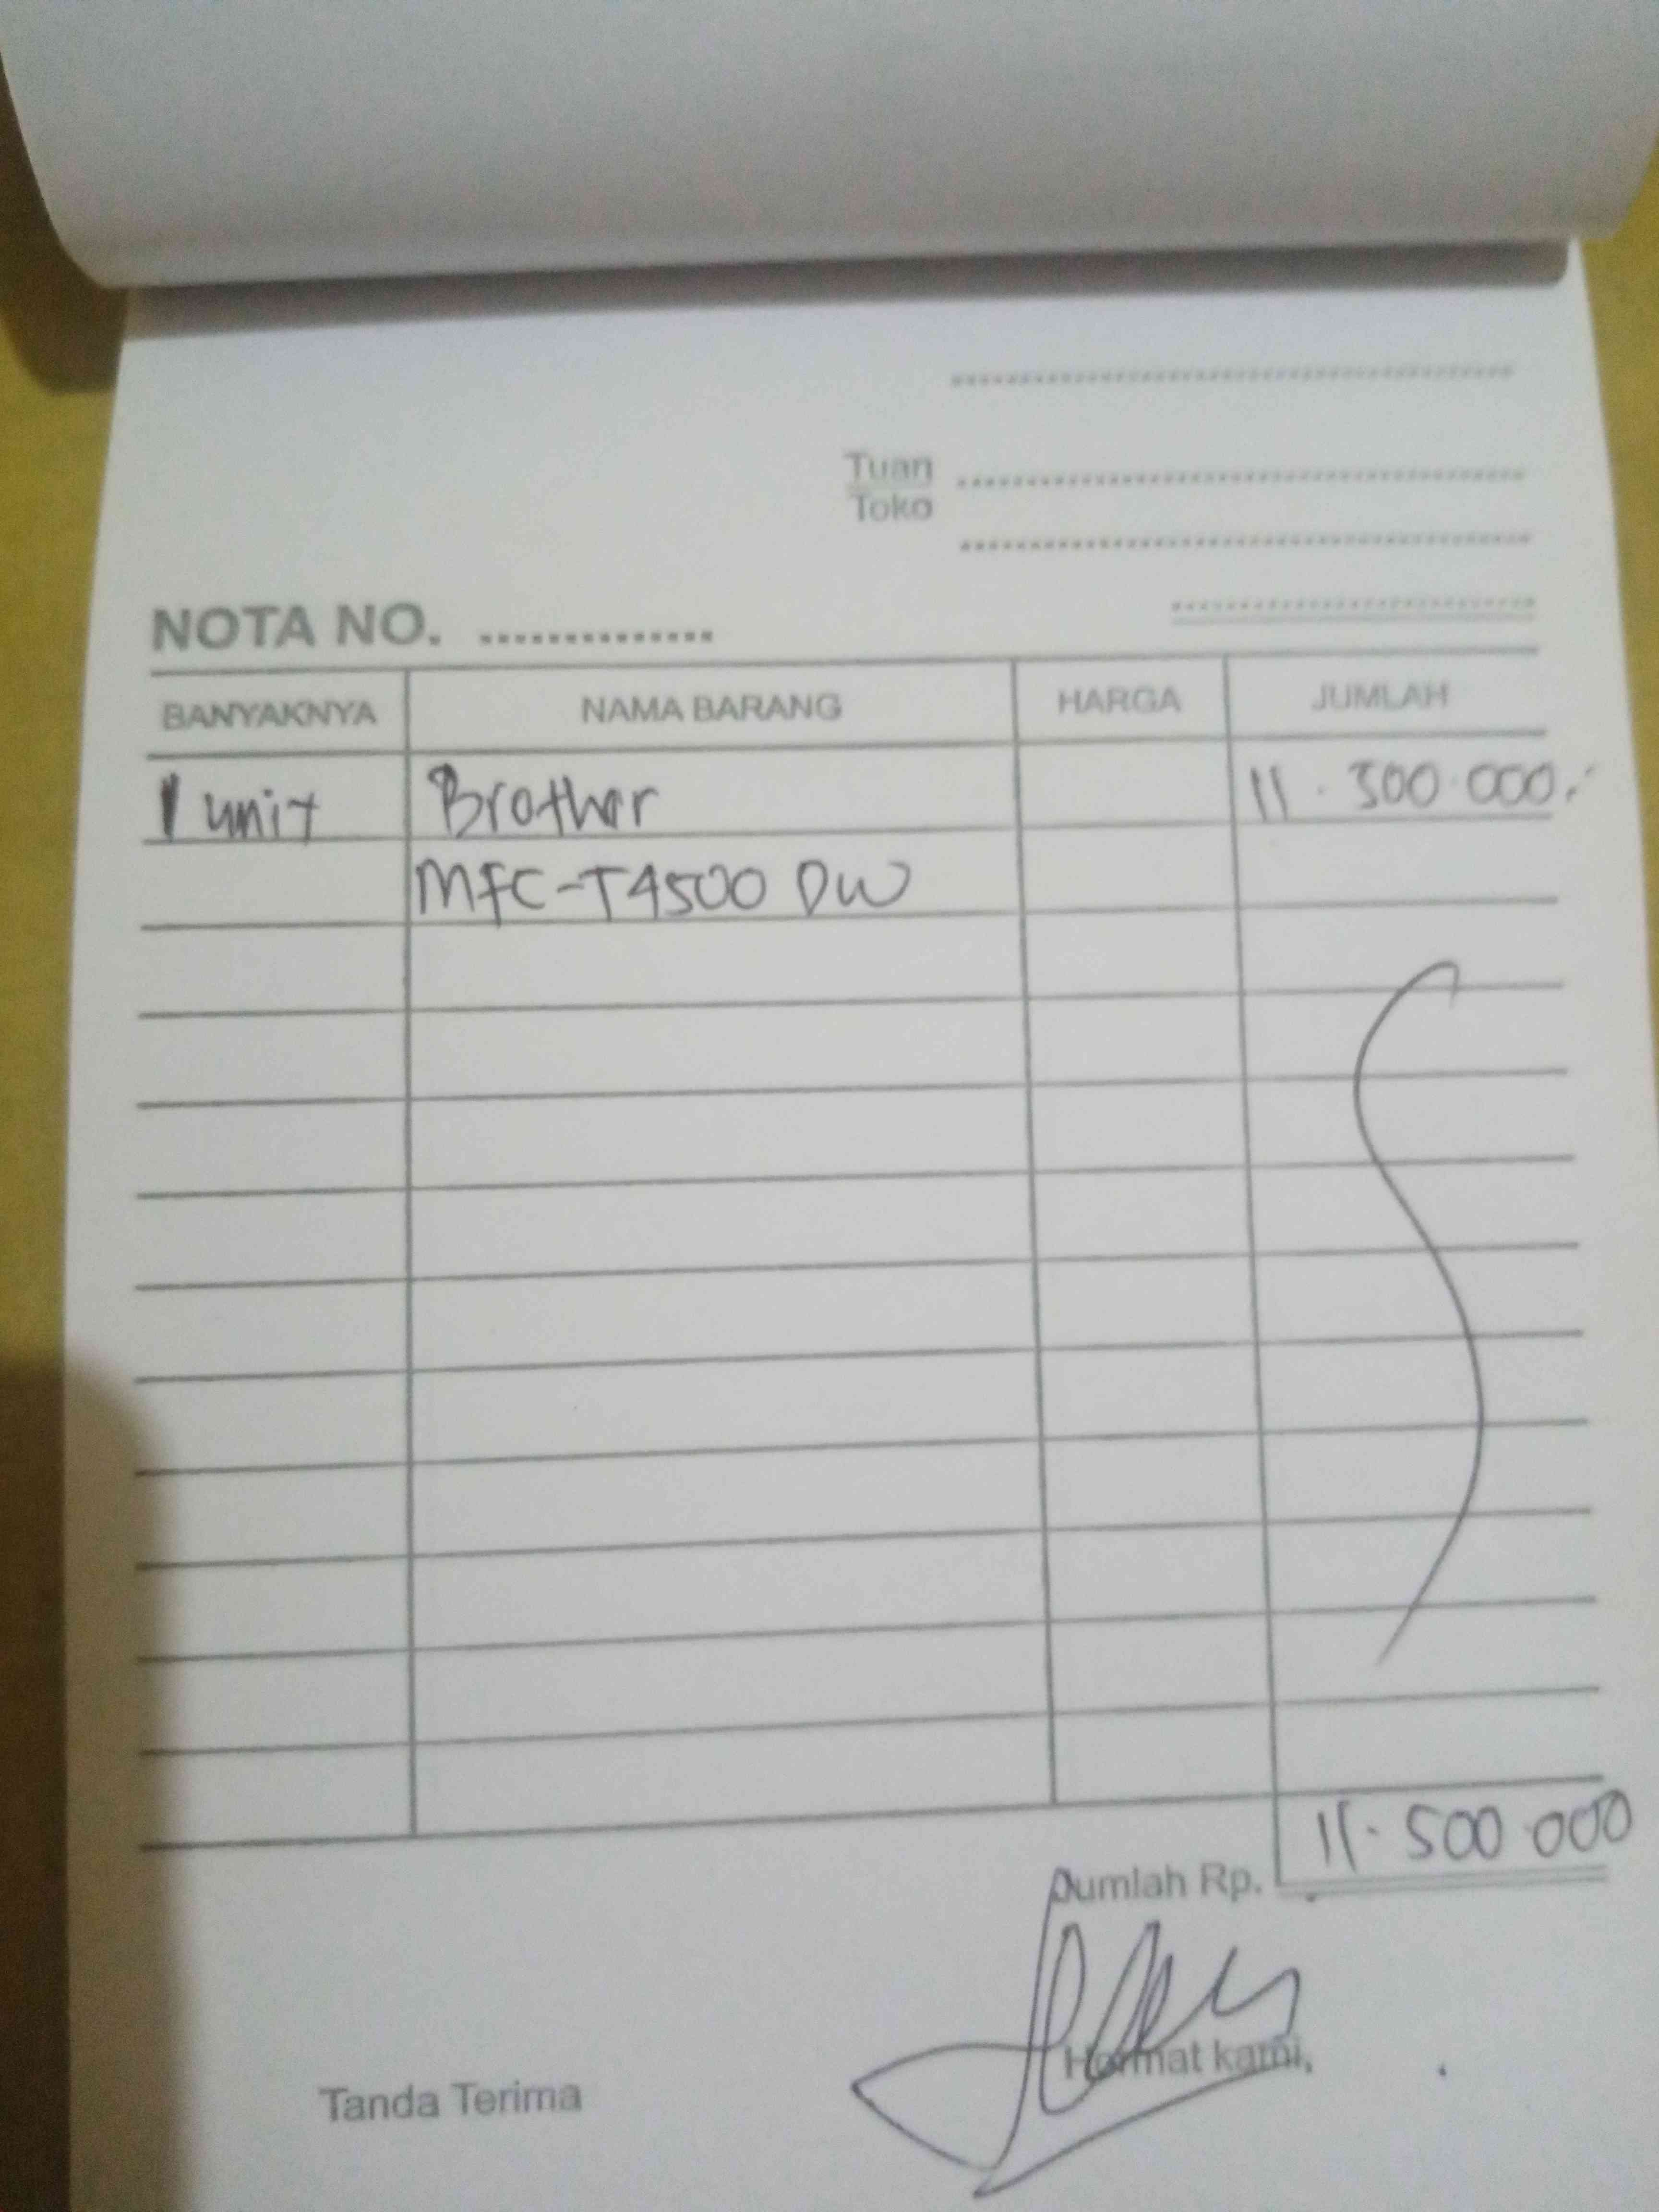 Tuan
Toko
NOTA NO. ...............
BANYAKNYA NAMA BARANG HARGA JUMLAH
1 unit Brother 11.500.000.
MFC-T4500 DW
Jumlah Rp. 11.500.000
Tanda Terima Hormat kami,